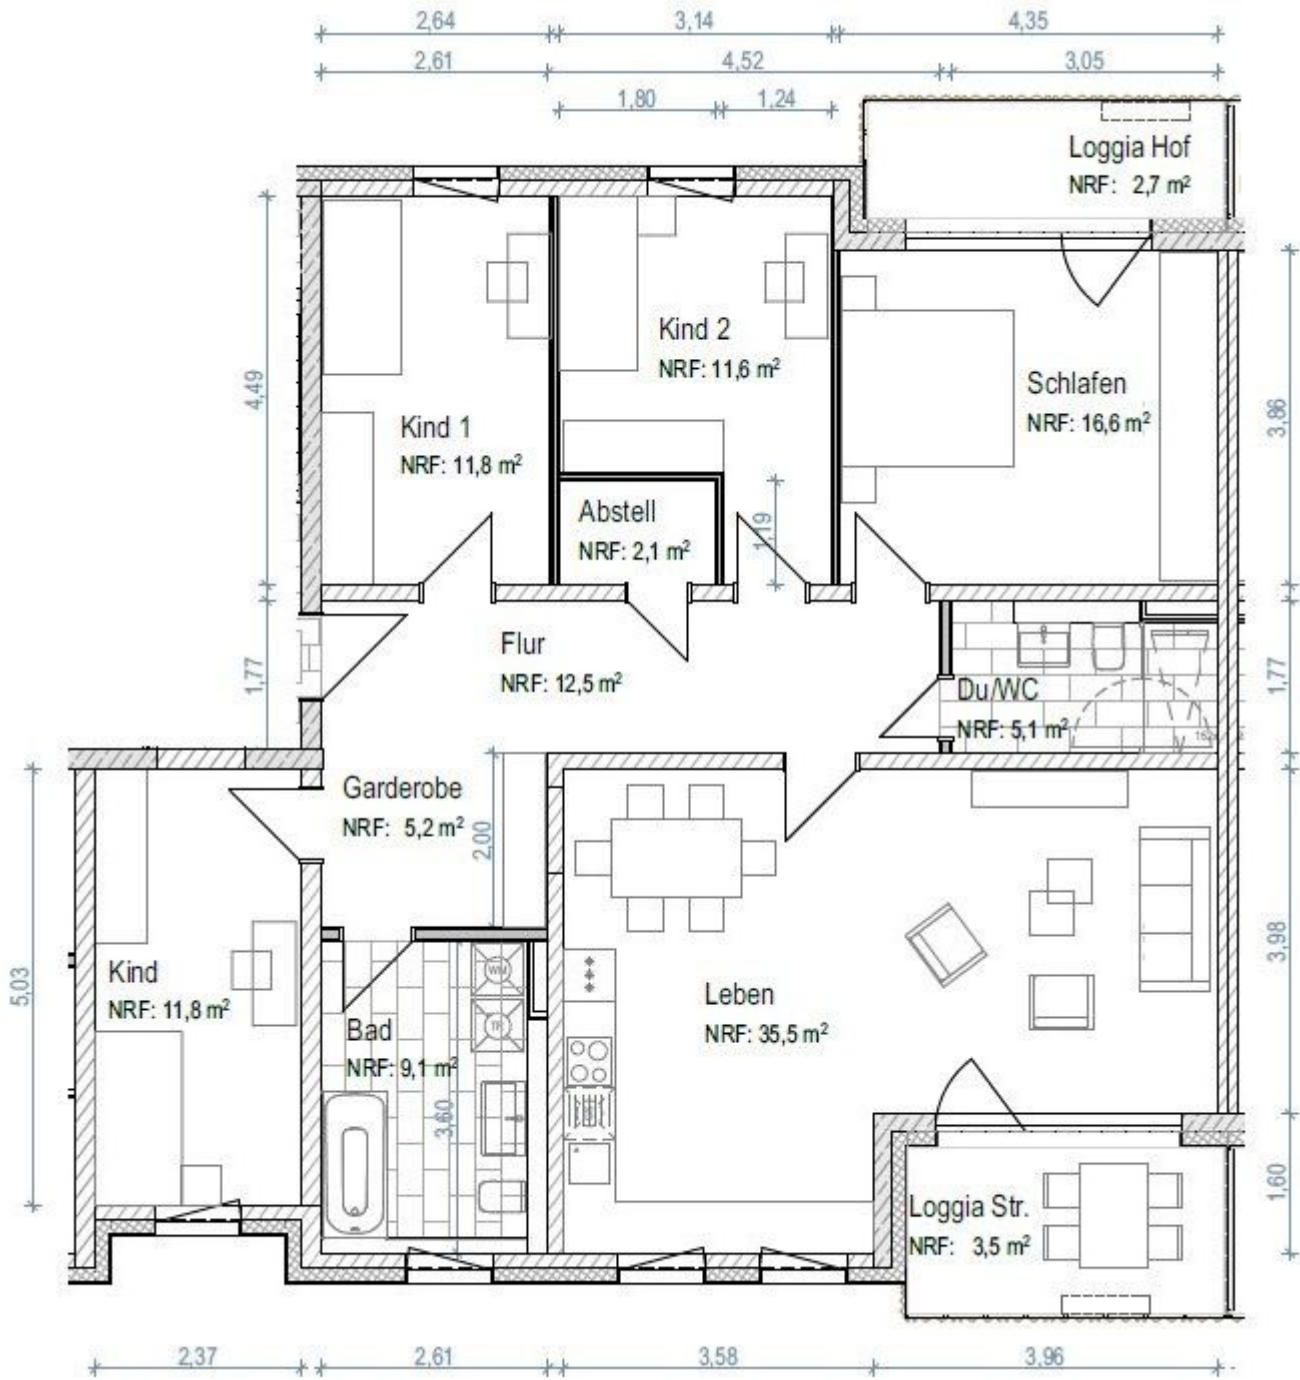 2,64
3,14
4,35
2,61
4,52
3,05
1,80
1,24
Loggia Hof
NRF: 2,7 m²
Kind 2
NRF: 11,6 m²
Schlafen
NRF: 16,6 m²
4,49
3,86
Kind 1
NRF: 11,8 m²
Abstell
NRF: 2,1 m²
1,19
Flur
NRF: 12,5 m²
1,77
1,77
Du/WC
NRF: 5,1 m²
Garderobe
NRF: 5,2 m²
2,00
Kind
NRF: 11,8 m²
5,03
WM
TR
Bad
NRF: 9,1 m²
3,60
Leben
NRF: 35,5 m²
3,98
Loggia Str.
NRF: 3,5 m²
1,60
2,37
2,61
3,58
3,96